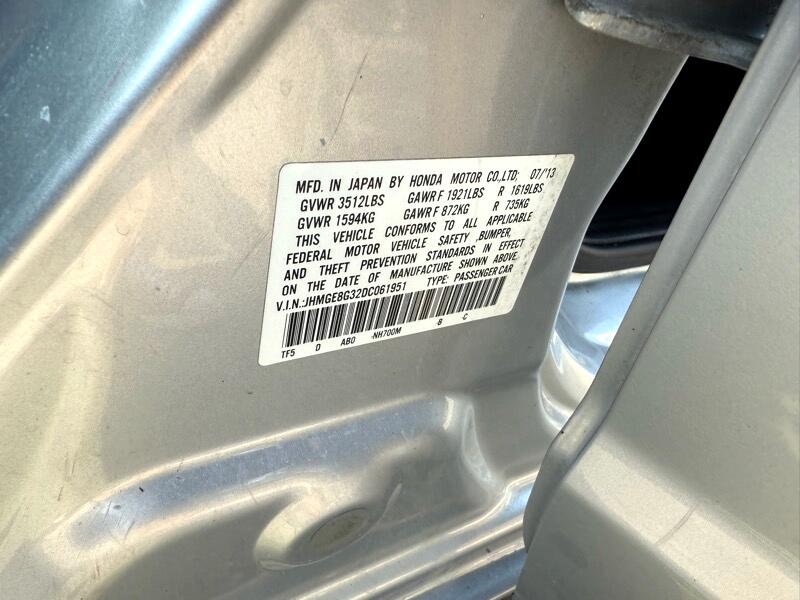 MFD. IN JAPAN BY HONDA MOTOR CO.,LTD; 07/'13
GVWR 3512LBS GAWR F 1921LBS R 1619LBS
GVWR 1594KG GAWR F 872KG R 735KG
THIS VEHICLE CONFORMS TO ALL APPLICABLE
FEDERAL MOTOR VEHICLE SAFETY ,BUMPER,
AND THEFT PREVENTION STANDARDS IN EFFECT
ON THE DATE OF MANUFACTURE SHOWN ABOVE.
V.I.N.:JHMGE8G32DC061951 TYPE: PASSENGER CAR
TF5 D AB0 -NH700M -B -C